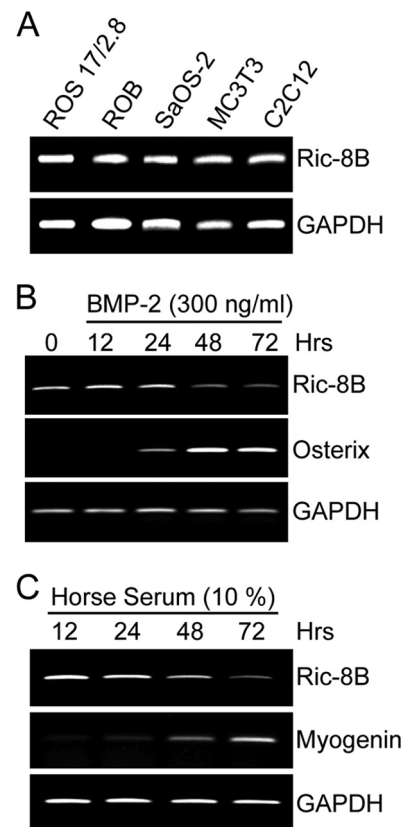 A
ROS 17/2.8
ROB
SaOS-2
MC3T3
C2C12
Ric-8B
GAPDH
B
BMP-2 (300 ng/ml)
0 12 24 48 72 Hrs
Ric-8B
Osterix
GAPDH
C
Horse Serum (10 %)
12 24 48 72 Hrs
Ric-8B
Myogenin
GAPDH